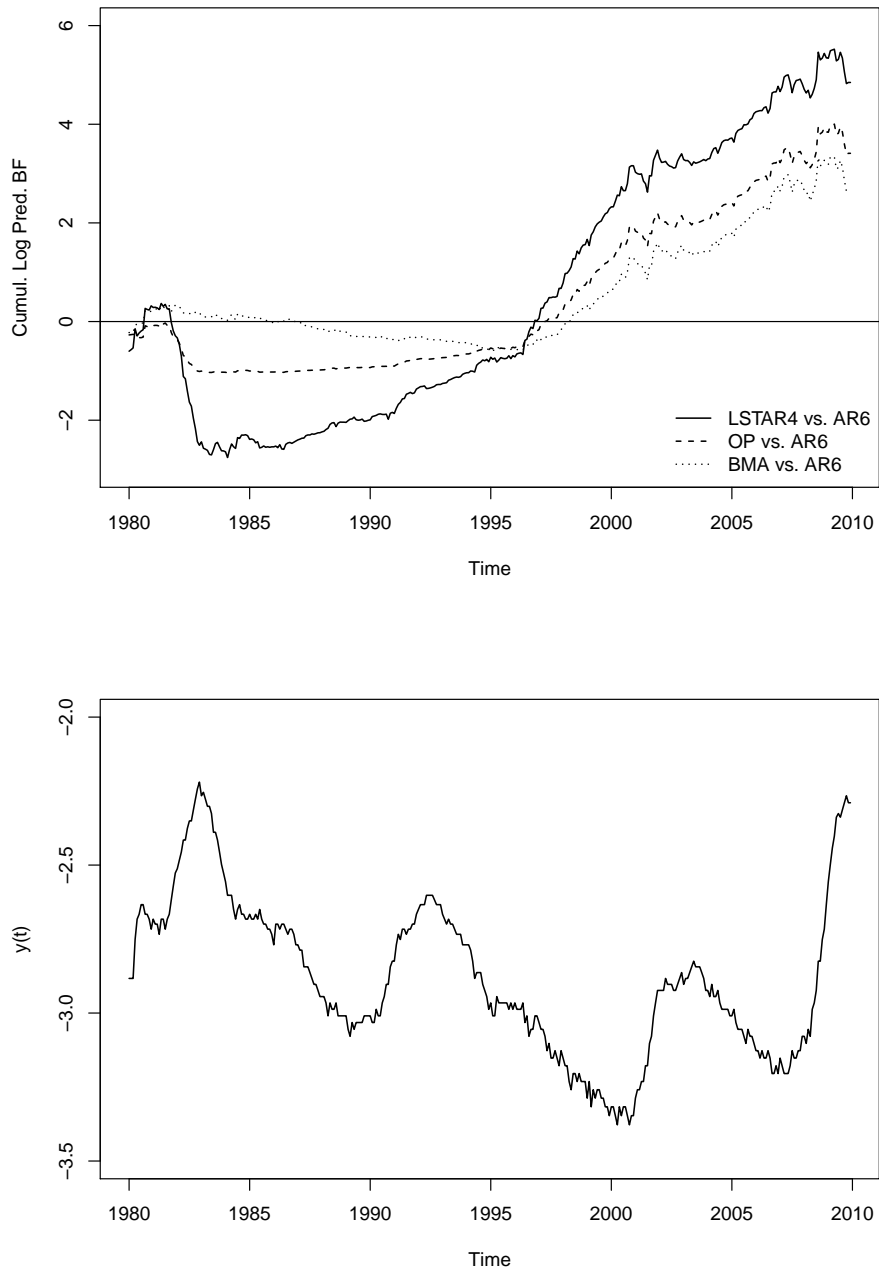 6
4
2
0
−2
Cumul. Log Pred. BF
LSTAR4 vs. AR6
OP vs. AR6
BMA vs. AR6
1980 1985 1990 1995 2000 2005 2010
Time
−2.0
−2.5
−3.0
−3.5
y(t)
1980 1985 1990 1995 2000 2005 2010
Time